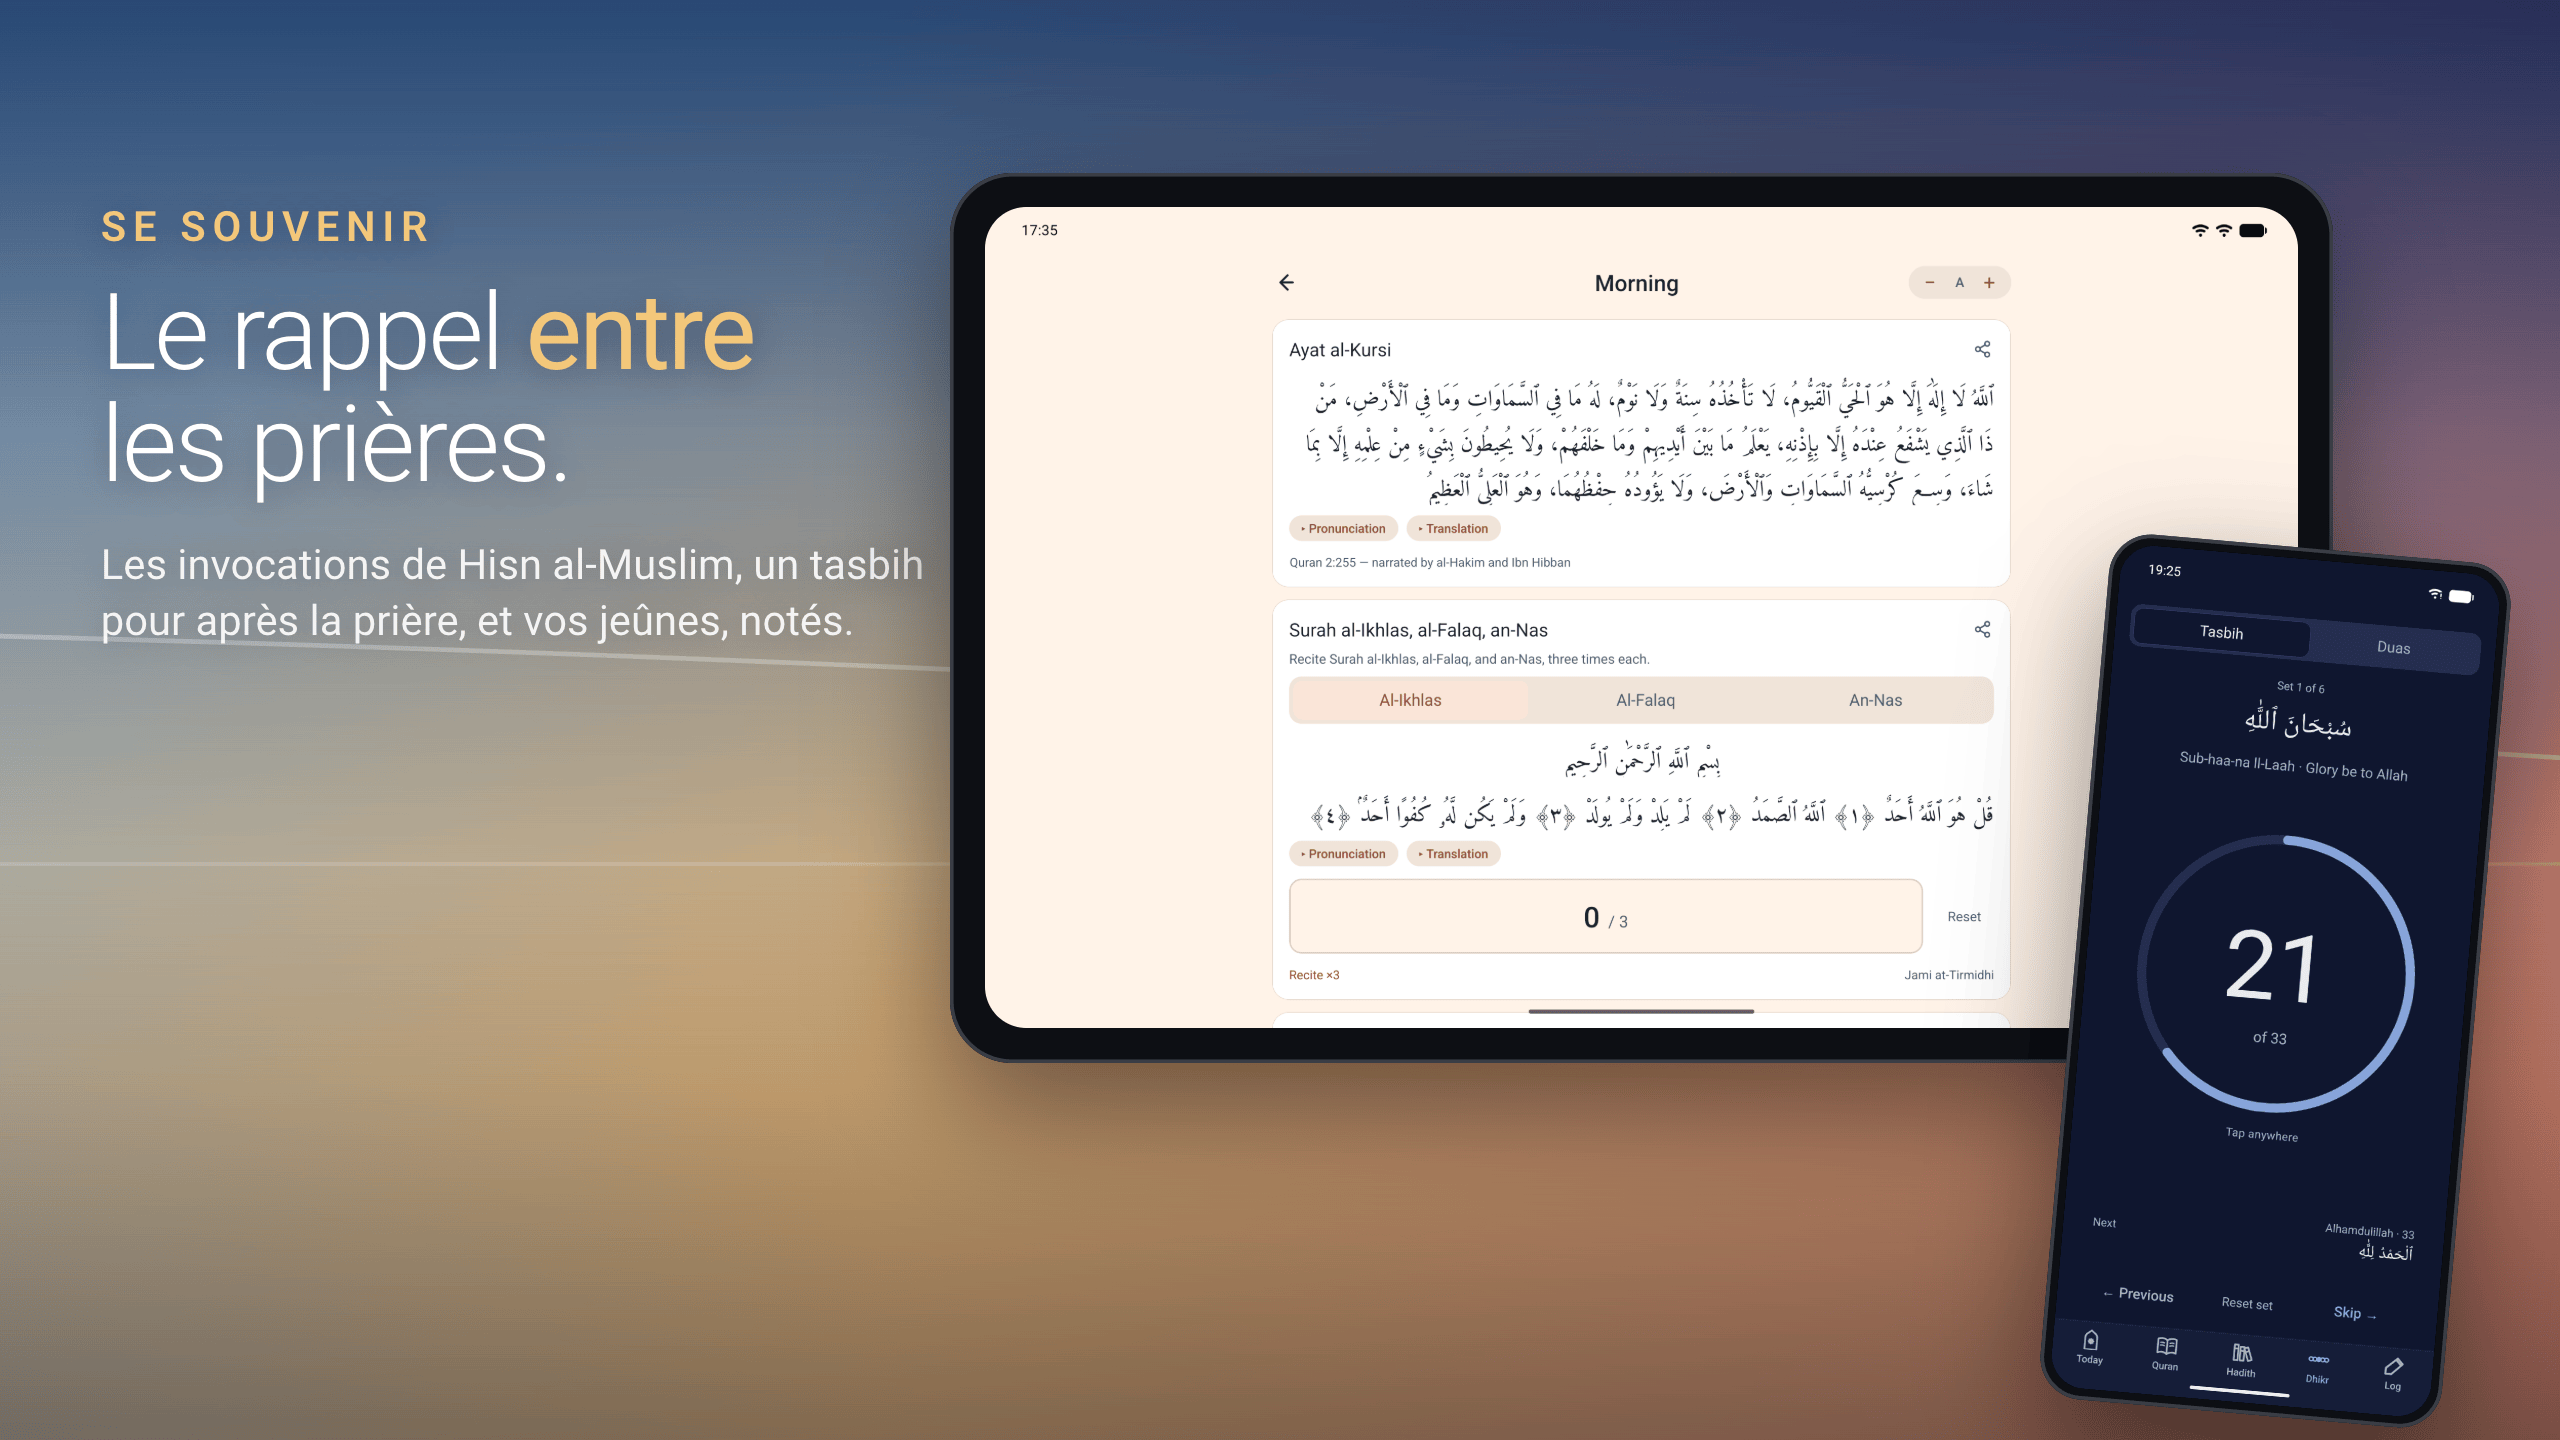 SE SOUVENIR
Le rappel entre
les prières.
Les invocations de Hisn al-Muslim, un tasbih
pour après la prière, et vos jeûnes, notés.
17:35
Morning
− A +
Ayat al-Kursi
ٱللَّهُ لَا إِلَٰهَ إِلَّا هُوَ ٱلْحَيُّ ٱلْقَيُّومُ، لَا تَأْخُذُهُ سِنَةٌ وَلَا نَوْمٌ، لَهُ مَا فِي ٱلسَّمَاوَاتِ وَمَا فِي ٱلْأَرْضِ، مَنْ
ذَا ٱلَّذِي يَشْفَعُ عِنْدَهُ إِلَّا بِإِذْنِهِ، يَعْلَمُ مَا بَيْنَ أَيْدِيهِمْ وَمَا خَلْفَهُمْ، وَلَا يُحِيطُونَ بِشَيْءٍ مِنْ عِلْمِهِ إِلَّا بِمَا
شَاءَ، وَسِعَ كُرْسِيُّهُ السَّمَاوَاتِ وَٱلْأَرْضَ، وَلَا يَؤُودُهُ حِفْظُهُمَا، وَهُوَ ٱلْعَلِيُّ ٱلْعَظِيمُ
‣ Pronunciation ‣ Translation
Quran 2:255 — narrated by al-Hakim and Ibn Hibban
Surah al-Ikhlas, al-Falaq, an-Nas
Recite Surah al-Ikhlas, al-Falaq, and an-Nas, three times each.
Al-Ikhlas Al-Falaq An-Nas
بِسْمِ ٱللَّهِ ٱلرَّحْمَٰنِ ٱلرَّحِيمِ
قُلْ هُوَ ٱللَّهُ أَحَدٌ ﴿١﴾ ٱللَّهُ ٱلصَّمَدُ ﴿٢﴾ لَمْ يَلِدْ وَلَمْ يُولَدْ ﴿٣﴾ وَلَمْ يَكُن لَّهُۥ كُفُوًا أَحَدٌۢ ﴿٤﴾
‣ Pronunciation ‣ Translation
0 / 3
Reset
Recite ×3
Jami at-Tirmidhi
19:25
Tasbih Duas
Set 1 of 6
سُبْحَانَ ٱللَّٰهِ
Sub-haa-na ll-Laah · Glory be to Allah
21
of 33
Tap anywhere
Next
Alhamdulillah · 33
ٱلْحَمْدُ لِلَّٰهِ
← Previous Reset set Skip →
Today Quran Hadith Dhikr Log